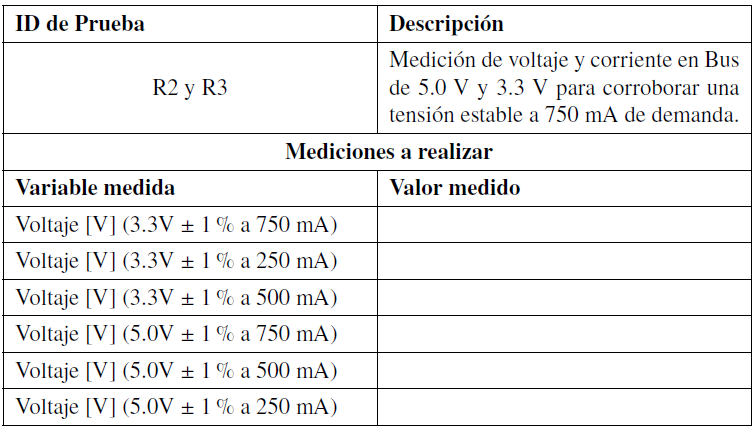 ID de Prueba Descripción
R2 y R3
Medición de voltaje y corriente en Bus
de 5.0 V y 3.3 V para corroborar una
tensión estable a 750 mA de demanda.
Mediciones a realizar
Variable medida Valor medido
Voltaje [V] (3.3V ± 1 % a 750 mA)
Voltaje [V] (3.3V ± 1 % a 250 mA)
Voltaje [V] (3.3V ± 1 % a 500 mA)
Voltaje [V] (5.0V ± 1 % a 750 mA)
Voltaje [V] (5.0V ± 1 % a 500 mA)
Voltaje [V] (5.0V ± 1 % a 250 mA)